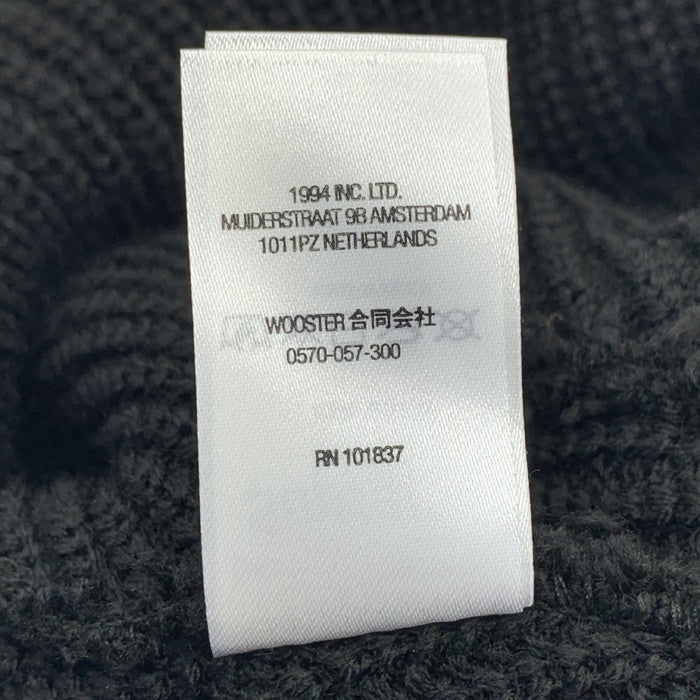 1994 INC. LTD.
MUIDERSTRAAT 9B AMSTERDAM
1011PZ NETHERLANDS
WOOSTER 合同会社
0570-057-300
RN 101837